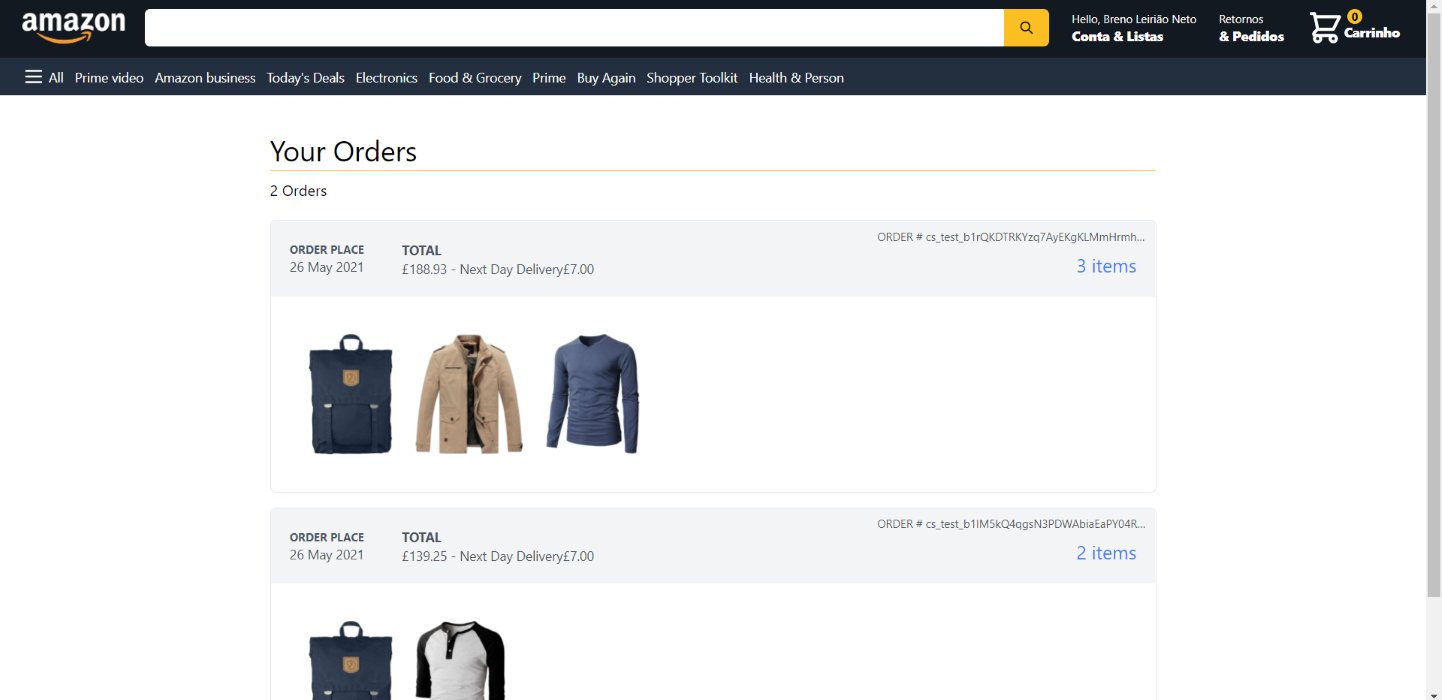 amazon
Hello, Breno Leirião Neto
Conta & Listas
Retornos
& Pedidos
0
Carrinho
All Prime video Amazon business Today's Deals Electronics Food & Grocery Prime Buy Again Shopper Toolkit Health & Person
Your Orders
2 Orders
ORDER PLACE
26 May 2021
TOTAL
£188.93 - Next Day Delivery£7.00
ORDER # cs_test_b1rQKDTRKYzq7AyEKgKLMmHrmh...
3 items
ORDER PLACE
26 May 2021
TOTAL
£139.25 - Next Day Delivery£7.00
ORDER # cs_test_b1IM5kQ4qgsN3PDWAbiaEaPY04R...
2 items